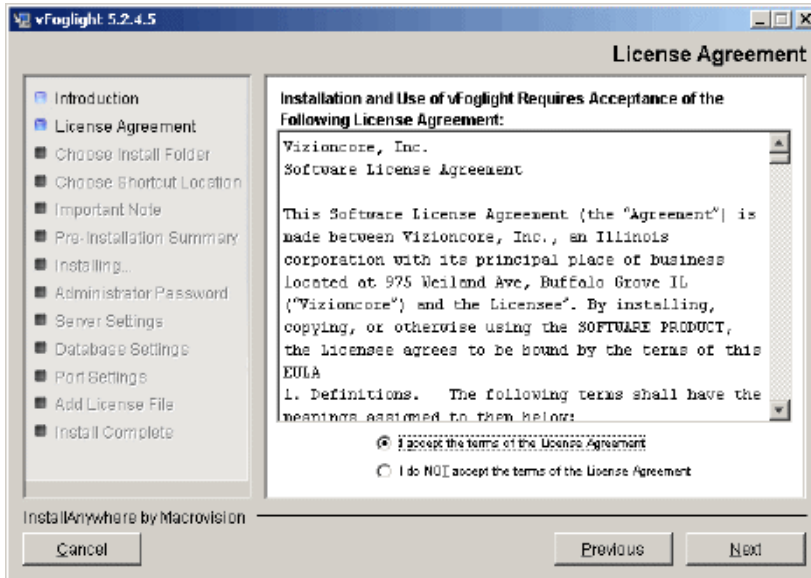 vFoglight 5.2.4.5
License Agreement
Introduction
License Agreement
Choose Install Folder
Choose Shortcut Location
Important Note
Pre-Installation Summary
Installing...
Administrator Password
Server Settings
Database Settings
Port Settings
Add License File
Install Complete
Installation and Use of vFoglight Requires Acceptance of the
Following License Agreement:
Vizioncore, Inc.
Software License Agreement
This Software License Agreement (the "Agreement") is
made between Vizioncore, Inc., an Illinois
corporation with its principal place of business
located at 975 Weiland Ave, Buffalo Grove IL
("Vizioncore") and the Licensee". By installing,
copying, or otherwise using the SOFTWARE PRODUCT,
the Licensee agrees to be bound by the terms of this
EULA
1. Definitions. The following terms shall have the
meanings assigned to them below:
I accept the terms of the License Agreement
I do NOT accept the terms of the License Agreement
InstallAnywhere by Macrovision
Cancel
Previous
Next